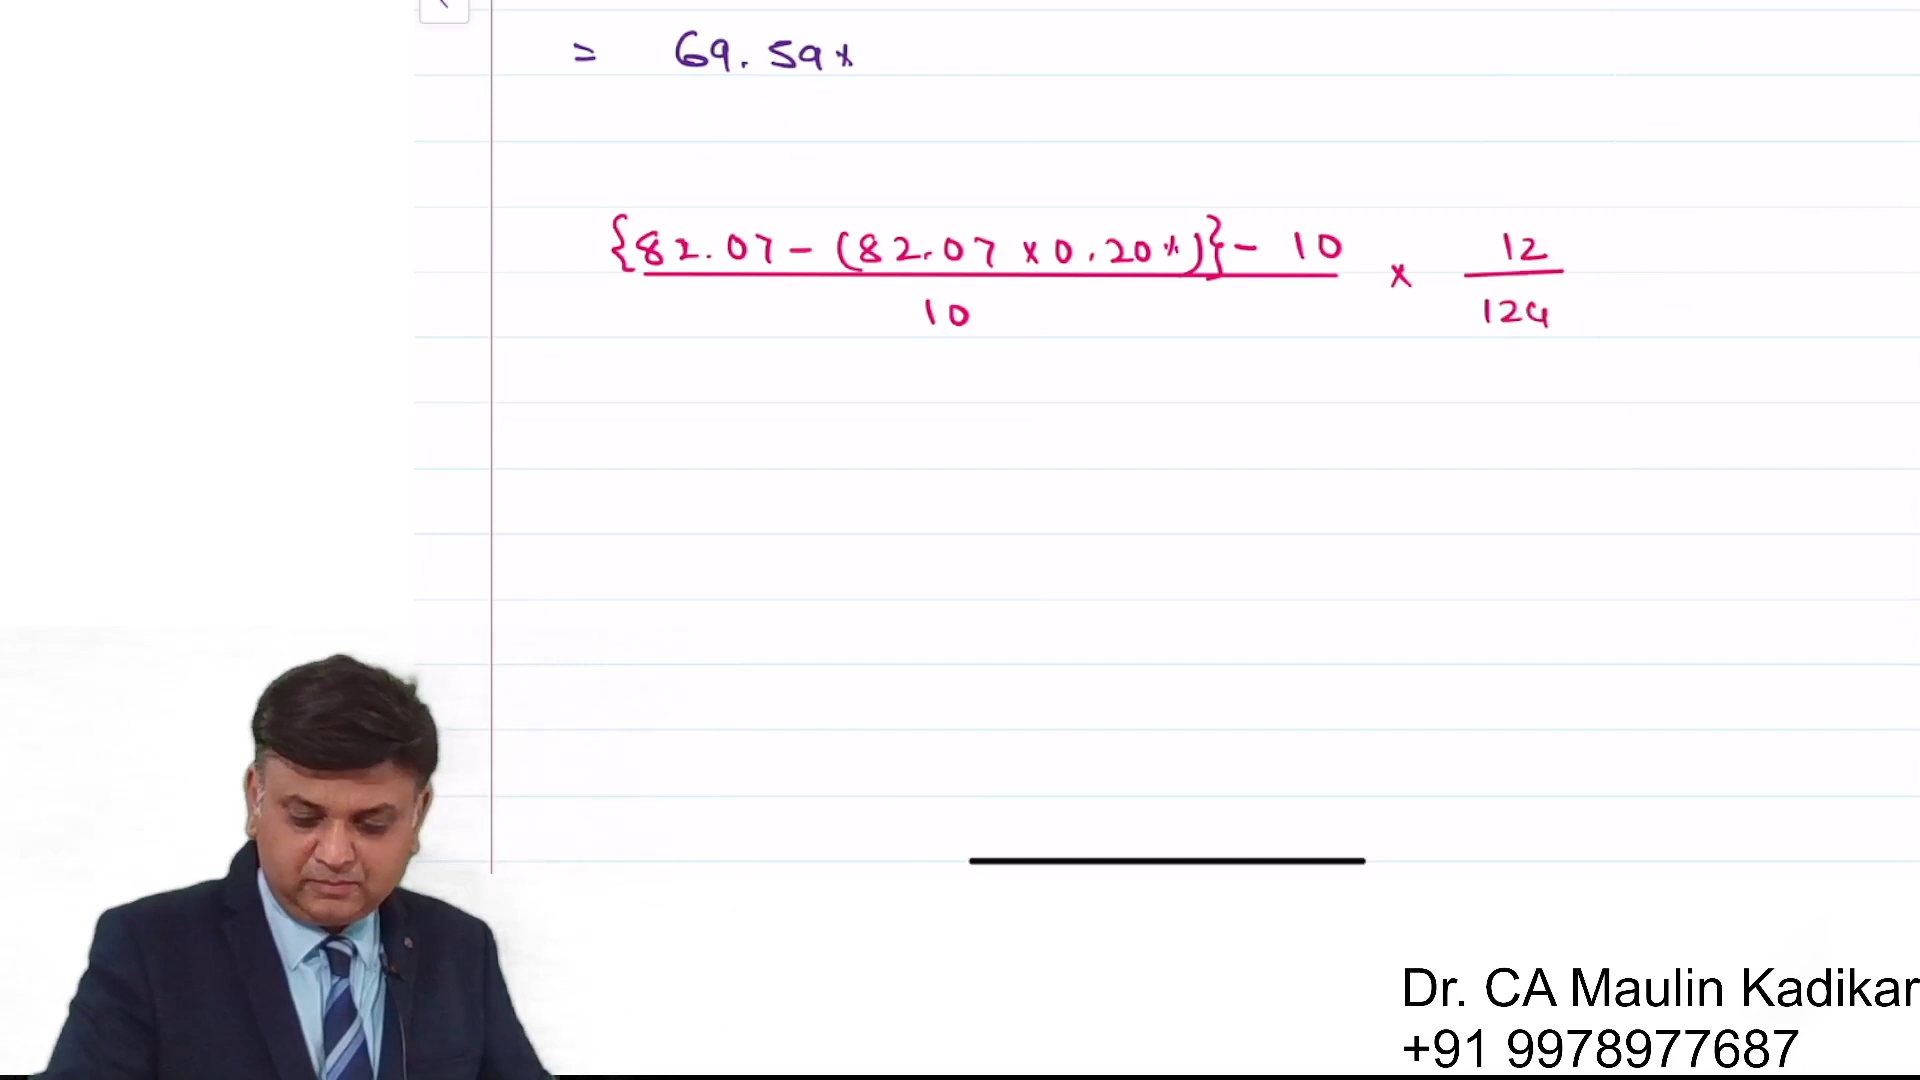 = 69.59%
{82.07 - (82.07 x 0.20%)} - 10
10
x 12
124
Dr. CA Maulin Kadikar
+91 9978977687